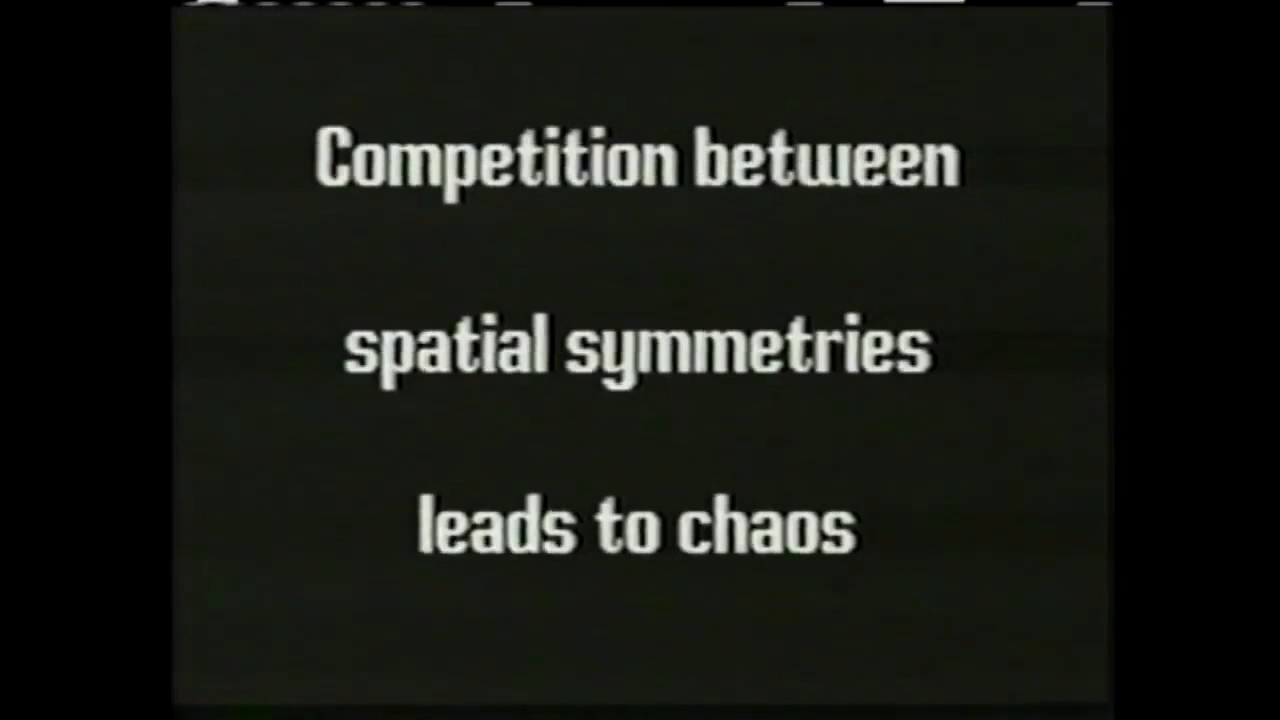 Competition between
spatial symmetries
leads to chaos